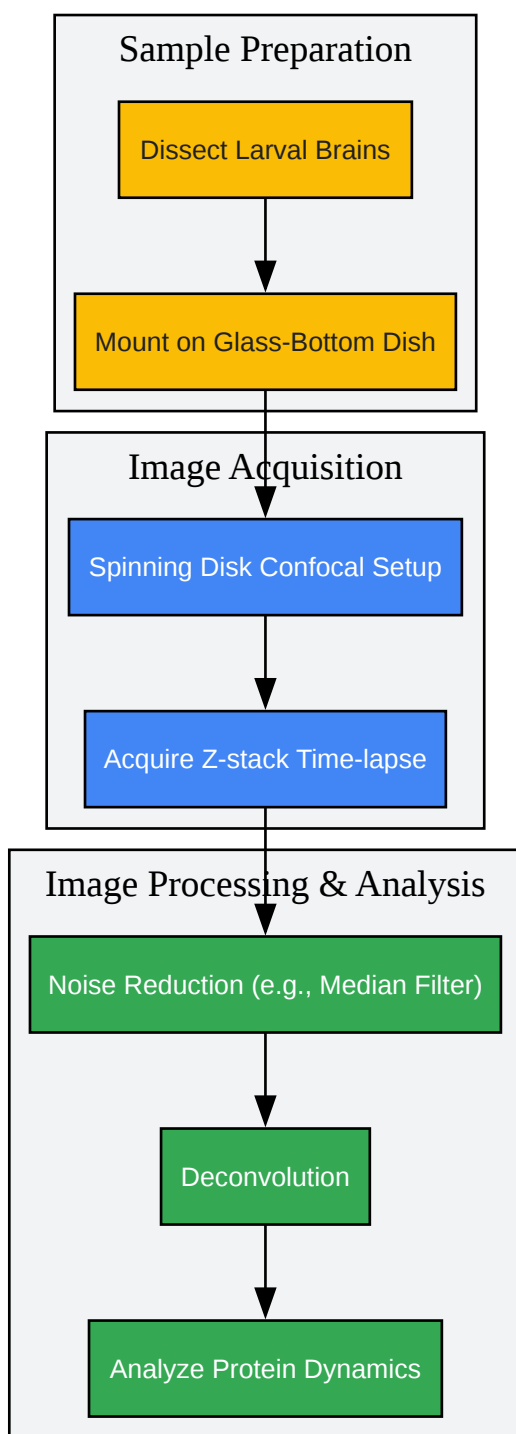 Sample Preparation
Dissect Larval Brains
Mount on Glass-Bottom Dish
Image Acquisition
Spinning Disk Confocal Setup
Acquire Z-stack Time-lapse
Image Processing & Analysis
Noise Reduction (e.g., Median Filter)
Deconvolution
Analyze Protein Dynamics